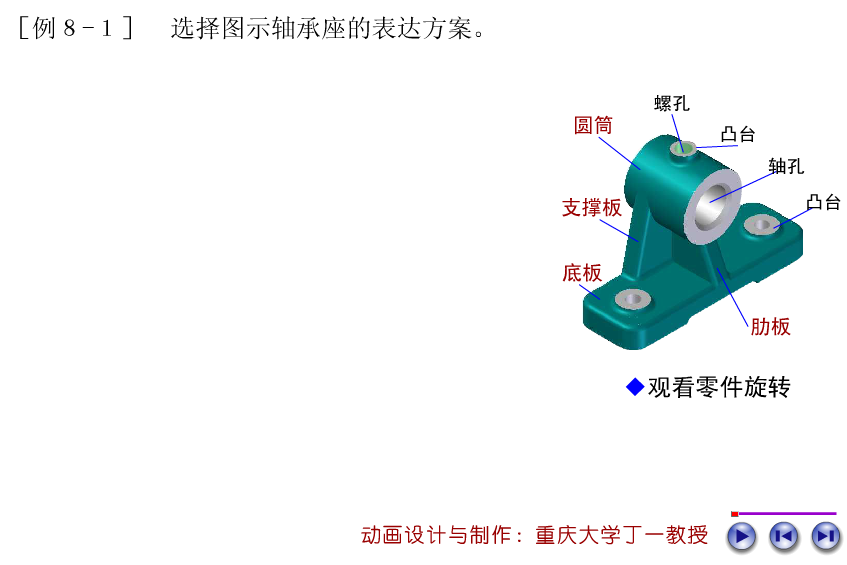 ［例８－１］ 选择图示轴承座的表达方案。
螺孔
圆筒
凸台
轴孔
支撑板
凸台
底板
肋板
◆观看零件旋转
动画设计与制作：重庆大学丁一教授